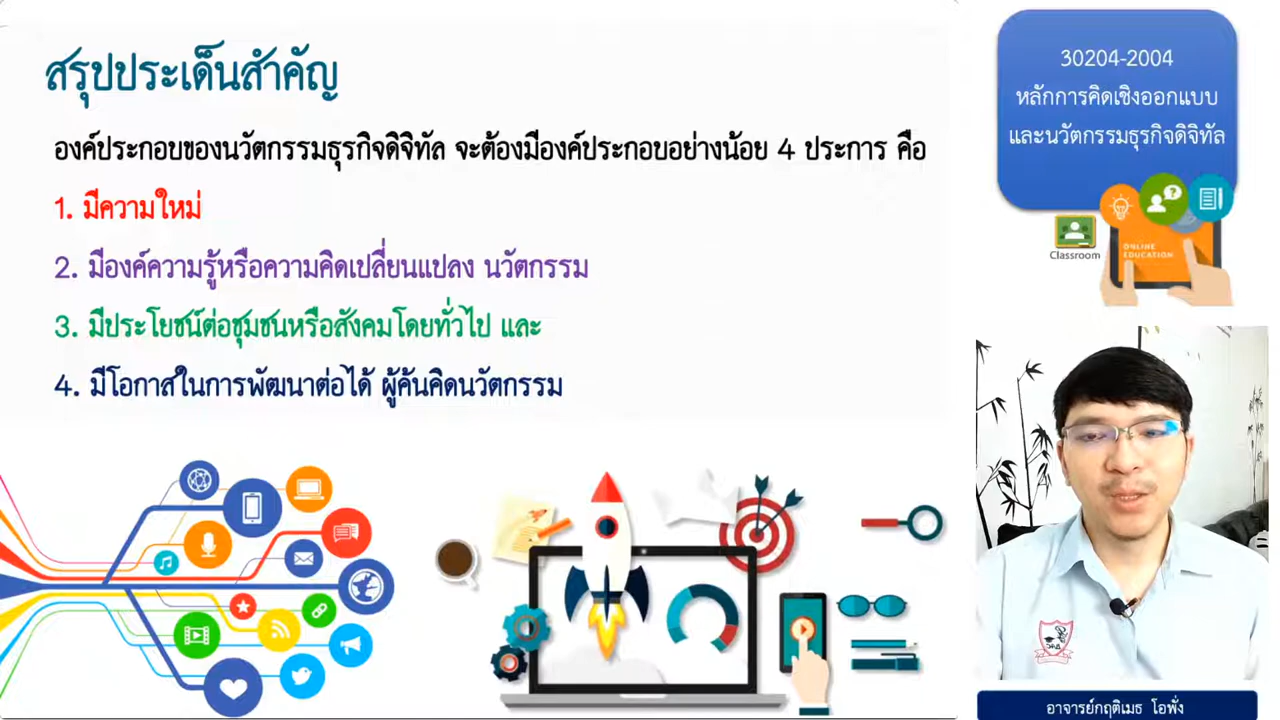 สรุปประเด็นสำคัญ
องค์ประกอบของนวัตกรรมธุรกิจดิจิทัล จะต้องมีองค์ประกอบอย่างน้อย 4 ประการ คือ
1. มีความใหม่
2. มีองค์ความรู้หรือความคิดเปลี่ยนแปลง นวัตกรรม
3. มีประโยชน์ต่อชุมชนหรือสังคมโดยทั่วไป และ
4. มีโอกาสในการพัฒนาต่อได้ ผู้ค้นคิดนวัตกรรม
30204-2004
หลักการคิดเชิงออกแบบ
และนวัตกรรมธุรกิจดิจิทัล
Classroom
ONLINE
EDUCATION
อาจารย์กฤติเมธ โอพั่ง